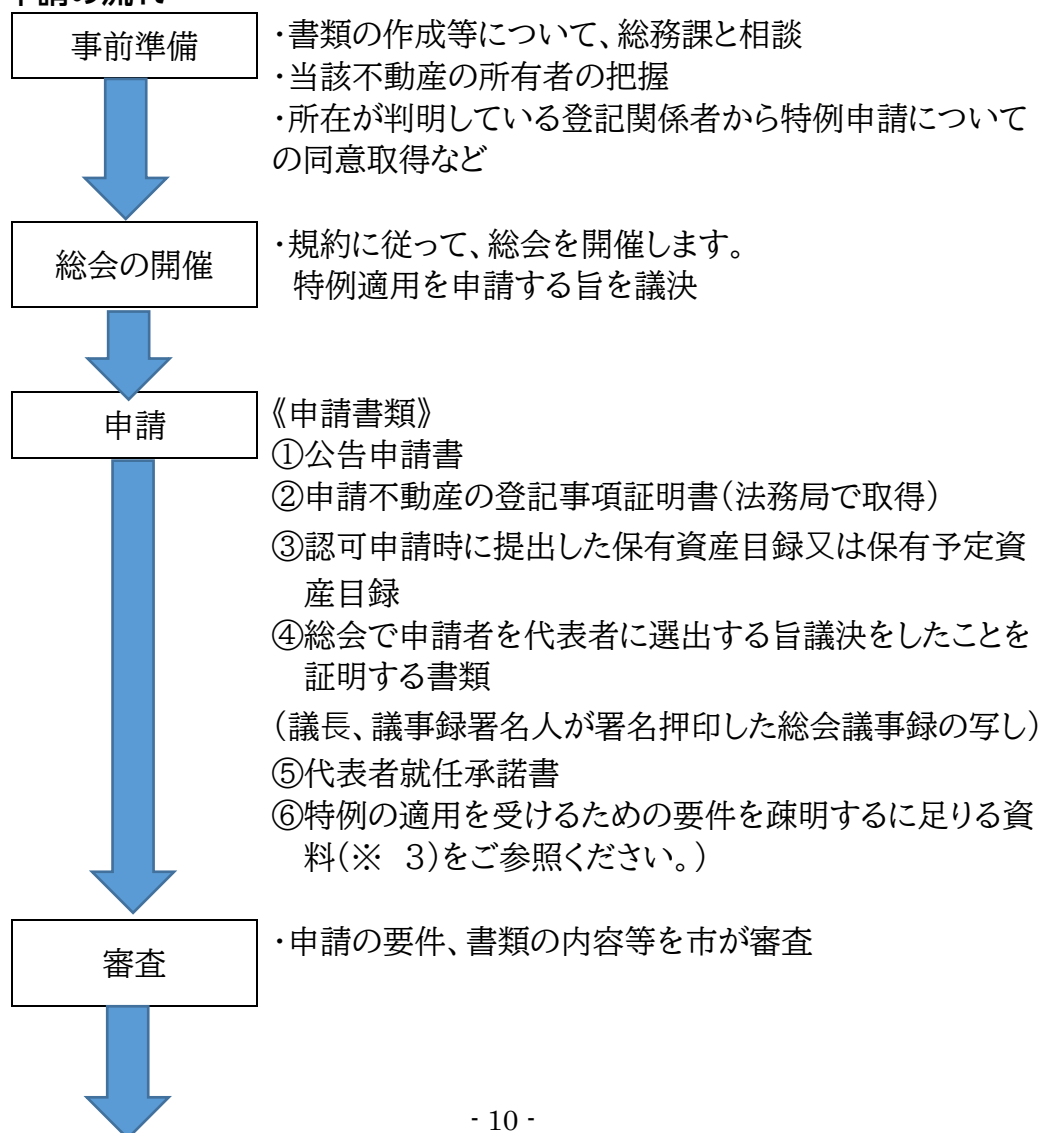 事前準備
・書類の作成等について、総務課と相談
・当該不動産の所有者の把握
・所在が判明している登記関係者から特例申請について
の同意取得など
総会の開催
・規約に従って、総会を開催します。
特例適用を申請する旨を議決
申請
《申請書類》
①公告申請書
②申請不動産の登記事項証明書(法務局で取得)
③認可申請時に提出した保有資産目録又は保有予定資
産目録
④総会で申請者を代表者に選出する旨議決をしたことを
証明する書類
(議長、議事録署名人が署名押印した総会議事録の写し)
⑤代表者就任承諾書
⑥特例の適用を受けるための要件を疎明するに足りる資
料(※ 3)をご参照ください。)
審査
・申請の要件、書類の内容等を市が審査
- 10 -